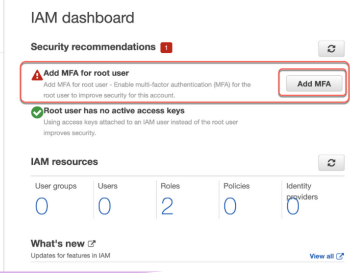 IAM dashboard
Security recommendations 1
Add MFA for root user
Add MFA for root user - Enable multi-factor authentication (MFA) for the
root user to improve security for this account.
Add MFA
Root user has no active access keys
Using access keys attached to an IAM user instead of the root user
improves security.
IAM resources
User groups Users Roles Policies Identity
providers
0 0 2 0 0
What's new
Updates for features in IAM
View all